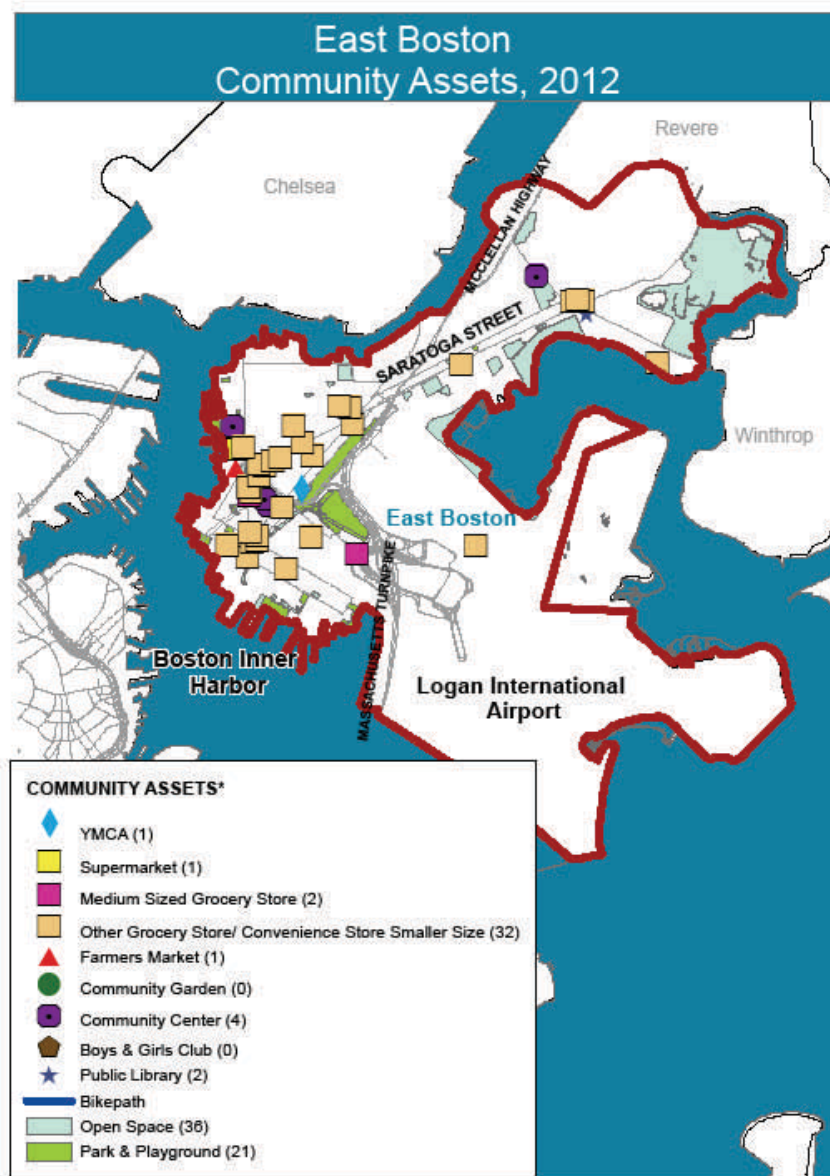 East Boston
Community Assets, 2012
Revere
Chelsea
MCCLELLAN HIGHWAY
SARATOGA STREET
Winthrop
East Boston
MASSACHUSETTS TURNPIKE
Boston Inner
Harbor
Logan International
Airport
COMMUNITY ASSETS*
YMCA (1)
Supermarket (1)
Medium Sized Grocery Store (2)
Other Grocery Store/ Convenience Store Smaller Size (32)
Farmers Market (1)
Community Garden (0)
Community Center (4)
Boys & Girls Club (0)
Public Library (2)
Bikepath
Open Space (36)
Park & Playground (21)